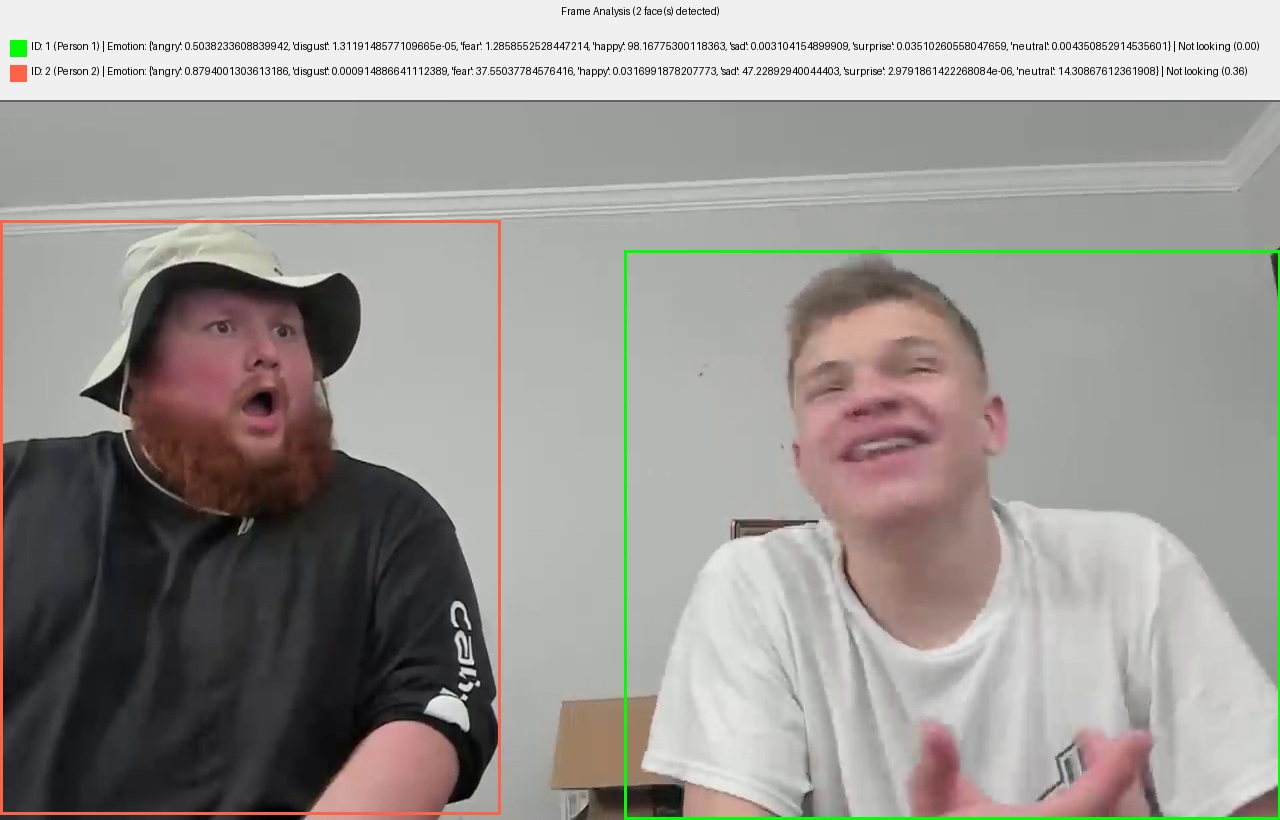 Frame Analysis (2 face(s) detected)
ID: 1 (Person 1) | Emotion: {'angry': 0.5038233608839942, 'disgust': 1.3119148577109665e-05, 'fear': 1.2858552528447214, 'happy': 98.16775300118363, 'sad': 0.003104154899909, 'surprise': 0.03510260558047659, 'neutral': 0.004350852914535601} | Not looking (0.00)
ID: 2 (Person 2) | Emotion: {'angry': 0.8794001303613186, 'disgust': 0.000914886641112389, 'fear': 37.55037784576416, 'happy': 0.0316991878207773, 'sad': 47.22892940044403, 'surprise': 2.9791861422268084e-06, 'neutral': 14.30867612361908} | Not looking (0.36)